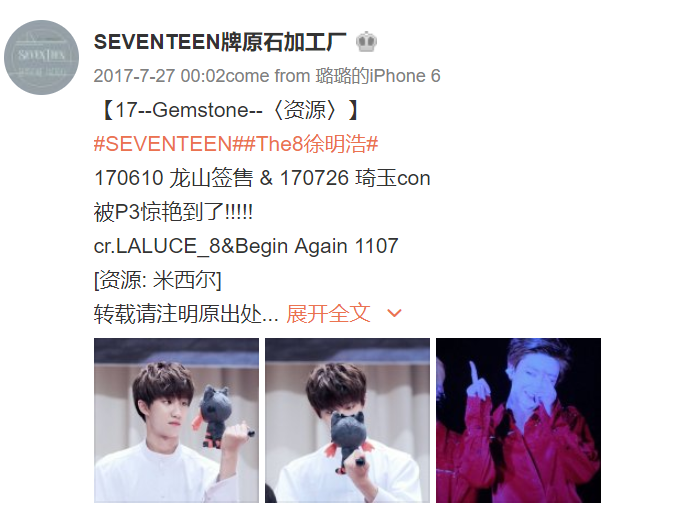 SEVENTEEN
SEVENTEEN牌原石加工厂
2017-7-27 00:02come from 璐璐的iPhone 6
【17--Gemstone--〈资源〉】
#SEVENTEEN##The8徐明浩#
170610 龙山签售 & 170726 琦玉con
被P3惊艳到了!!!!!
cr.LALUCE_8&Begin Again 1107
[资源: 米西尔]
转载请注明原出处... 展开全文